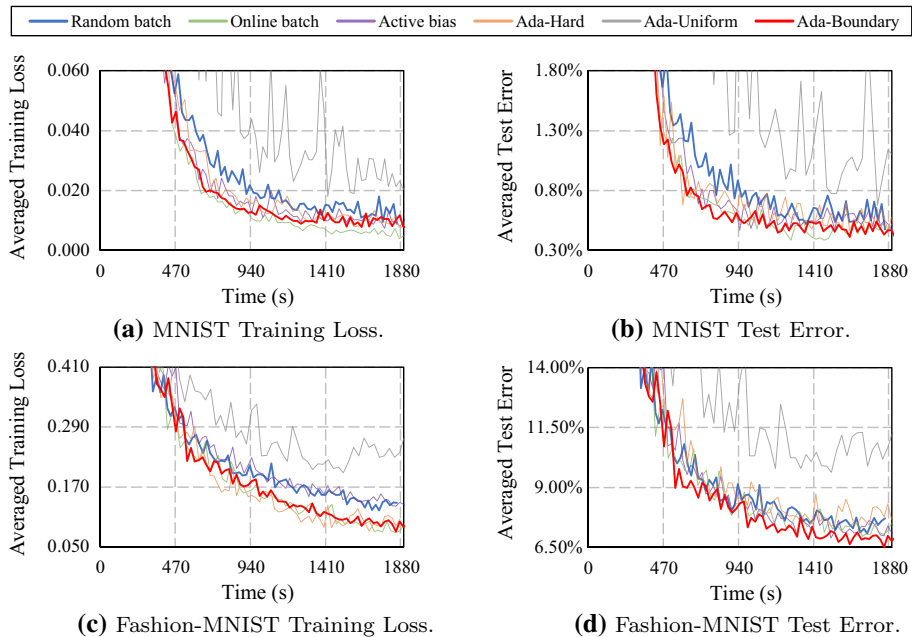 Random batch Online batch Active bias Ada-Hard Ada-Uniform Ada-Boundary
Averaged Training Loss
0.060
0.040
0.020
0.000
0 470 940 1410 1880
Time (s)
(a) MNIST Training Loss.
Averaged Test Error
1.80%
1.30%
0.80%
0.30%
0 470 940 1410 1880
Time (s)
(b) MNIST Test Error.
Averaged Training Loss
0.410
0.290
0.170
0.050
0 470 940 1410 1880
Time (s)
(c) Fashion-MNIST Training Loss.
Averaged Test Error
14.00%
11.50%
9.00%
6.50%
0 470 940 1410 1880
Time (s)
(d) Fashion-MNIST Test Error.